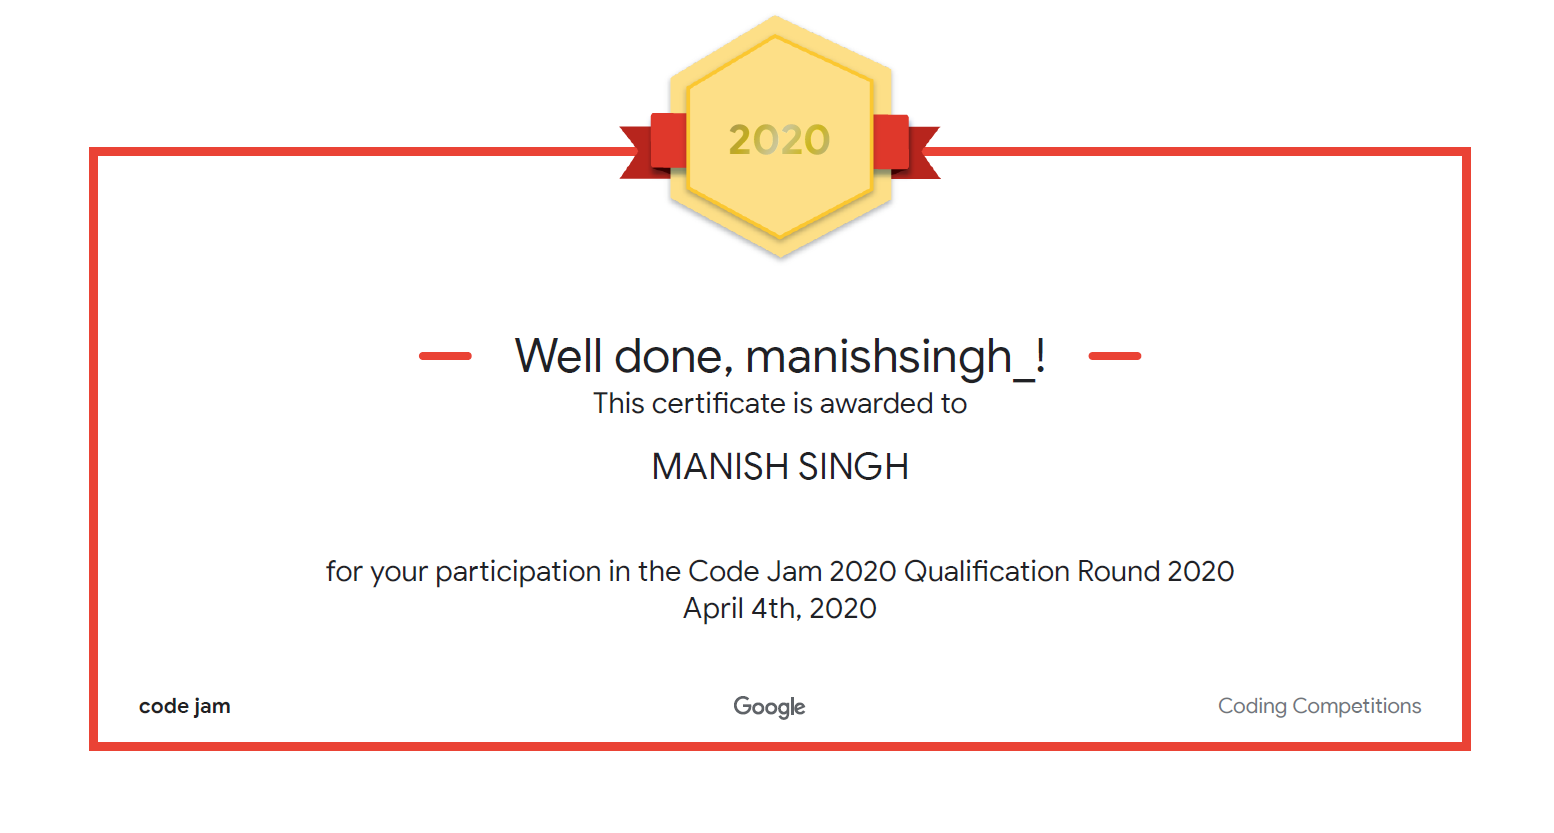 2020
Well done, manishsingh_!
This certificate is awarded to
MANISH SINGH
for your participation in the Code Jam 2020 Qualification Round 2020
April 4th, 2020
code jam
Google
Coding Competitions